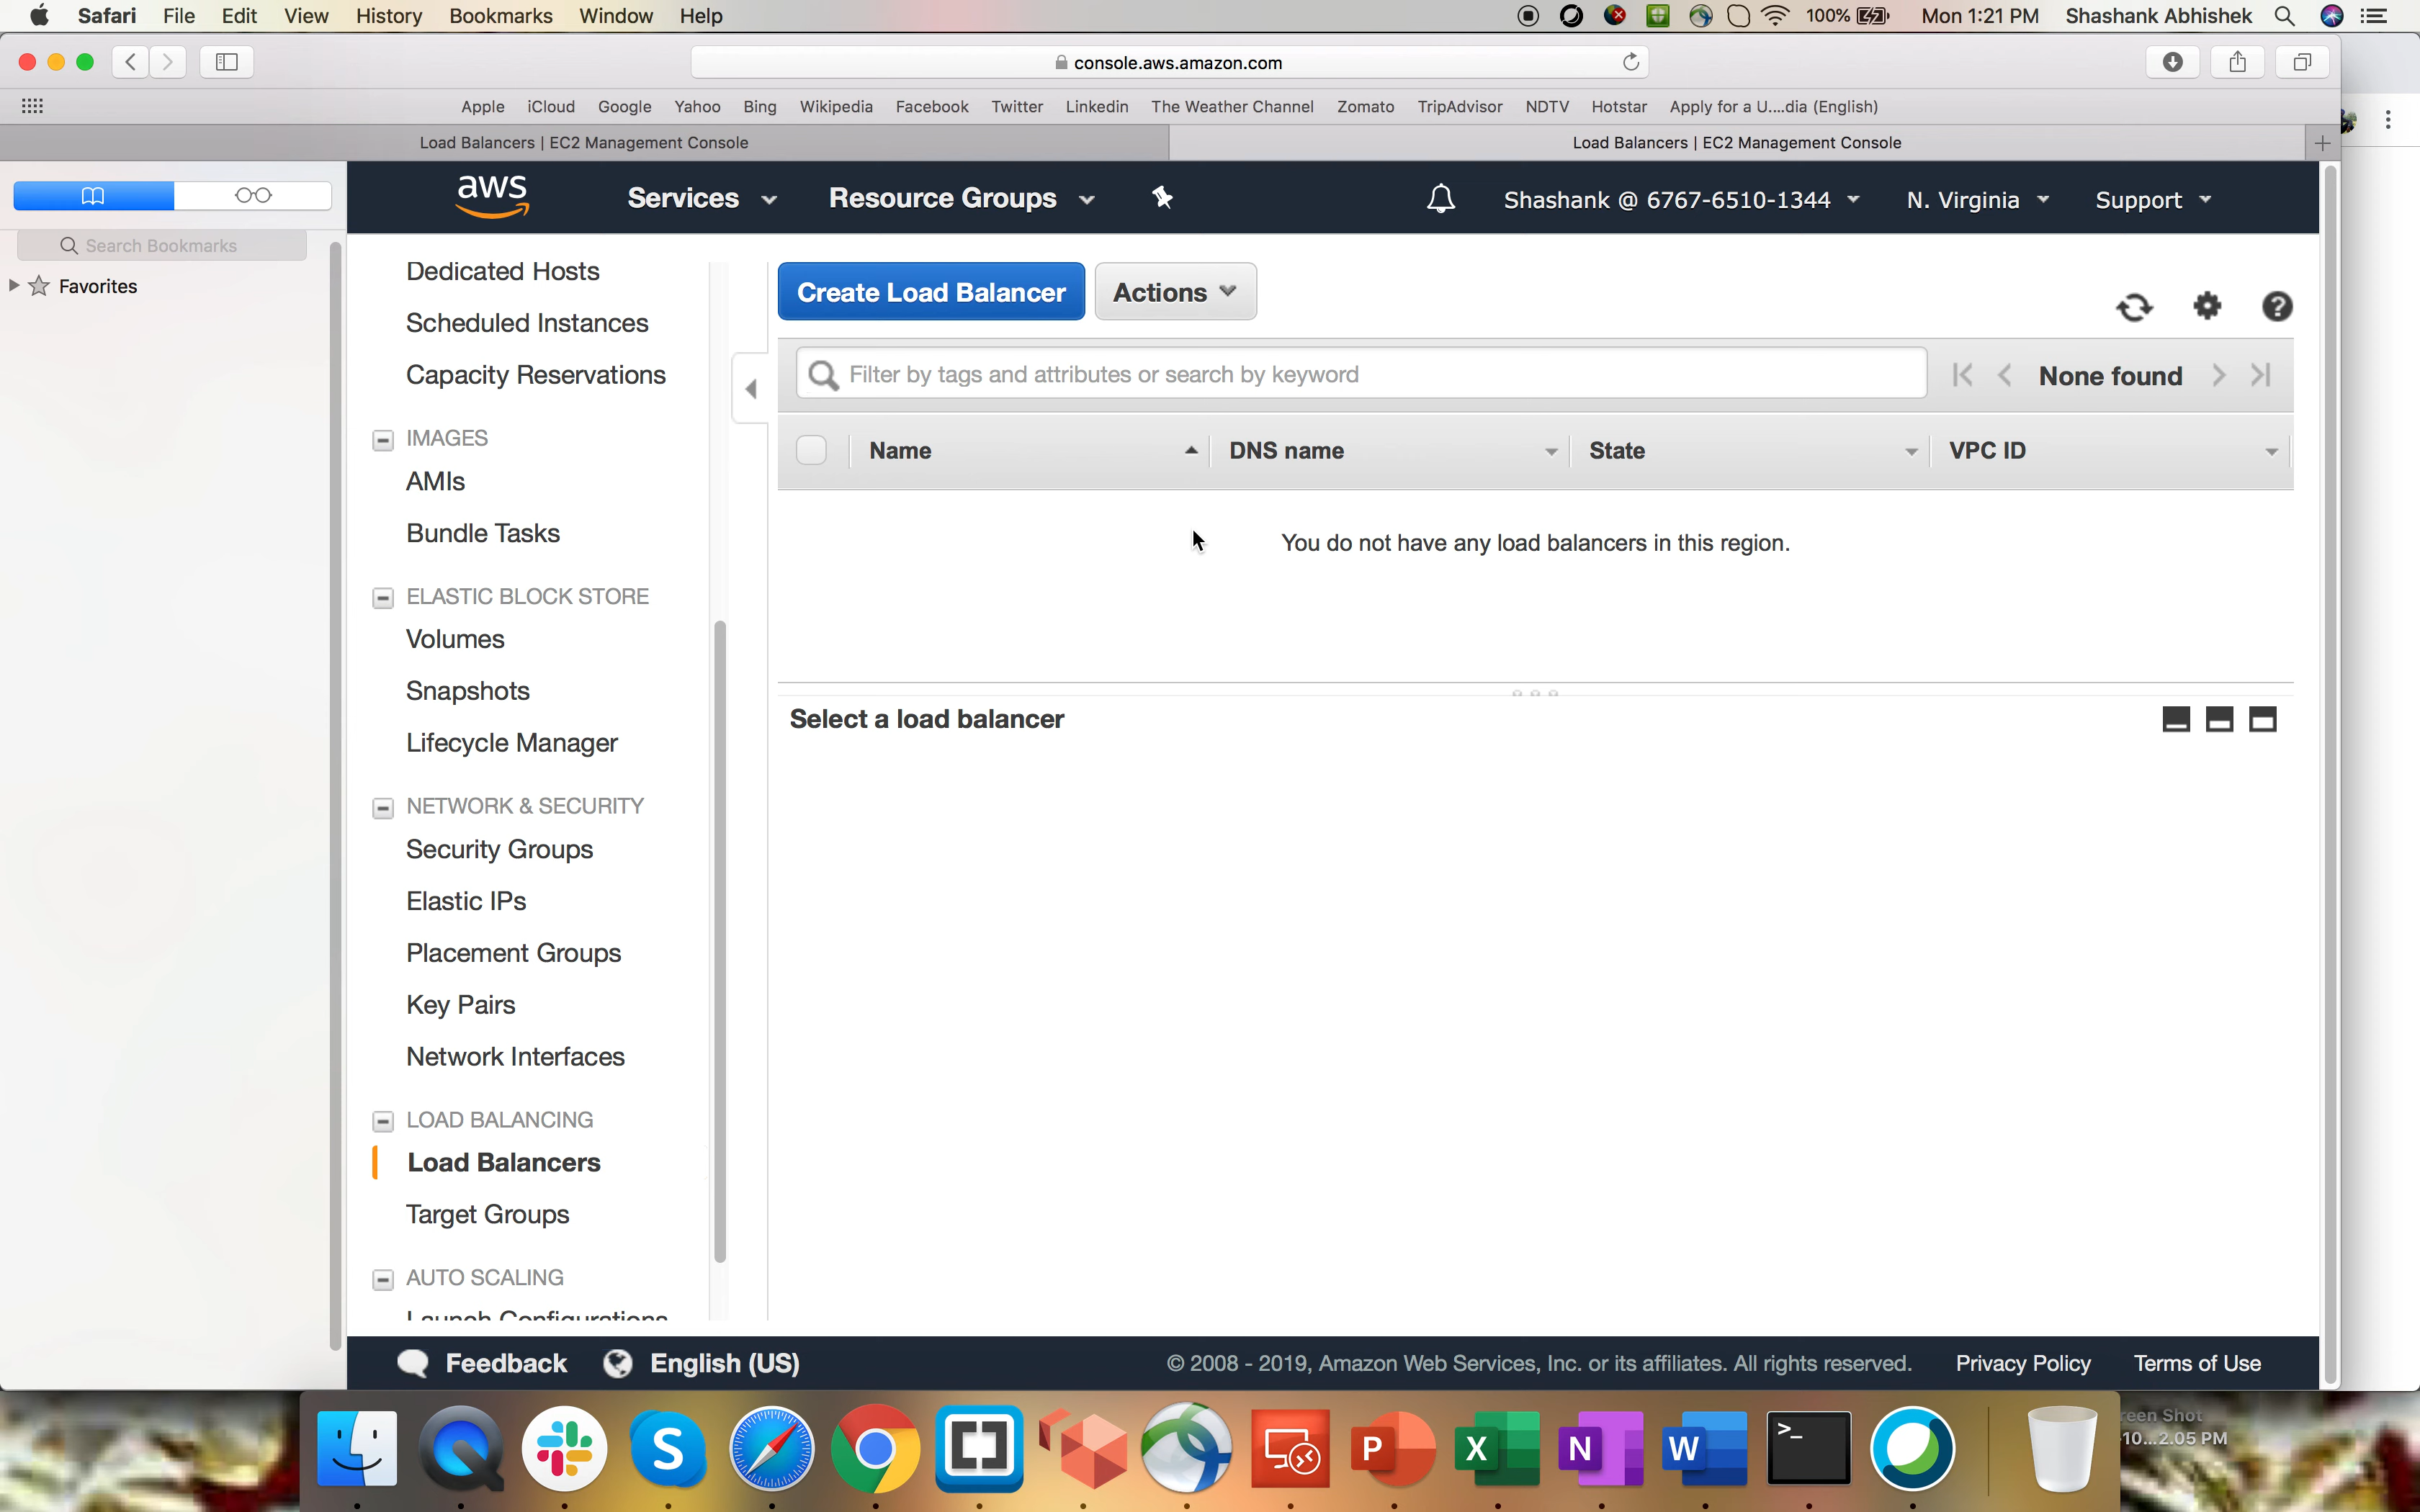 Safari File Edit View History Bookmarks Window Help 100% Mon 1:21 PM Shashank Abhishek
console.aws.amazon.com
Apple iCloud Google Yahoo Bing Wikipedia Facebook Twitter Linkedin The Weather Channel Zomato TripAdvisor NDTV Hotstar Apply for a U....dia (English)
Load Balancers | EC2 Management Console Load Balancers | EC2 Management Console
aws Services Resource Groups Shashank @ 6767-6510-1344 N. Virginia Support
Search Bookmarks
Favorites
Dedicated Hosts
Scheduled Instances
Capacity Reservations
IMAGES
AMIs
Bundle Tasks
ELASTIC BLOCK STORE
Volumes
Snapshots
Lifecycle Manager
NETWORK & SECURITY
Security Groups
Elastic IPs
Placement Groups
Key Pairs
Network Interfaces
LOAD BALANCING
Load Balancers
Target Groups
AUTO SCALING
Launch Configurations
Create Load Balancer Actions
Filter by tags and attributes or search by keyword None found
Name DNS name State VPC ID
You do not have any load balancers in this region.
Select a load balancer
Feedback English (US) © 2008 - 2019, Amazon Web Services, Inc. or its affiliates. All rights reserved. Privacy Policy Terms of Use
reen Shot
10...2.05 PM